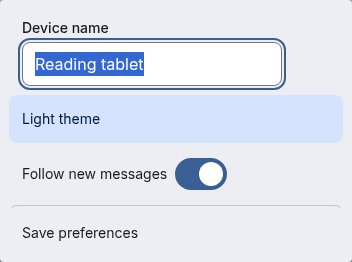 Device name
Reading tablet
Light theme
Follow new messages
Save preferences